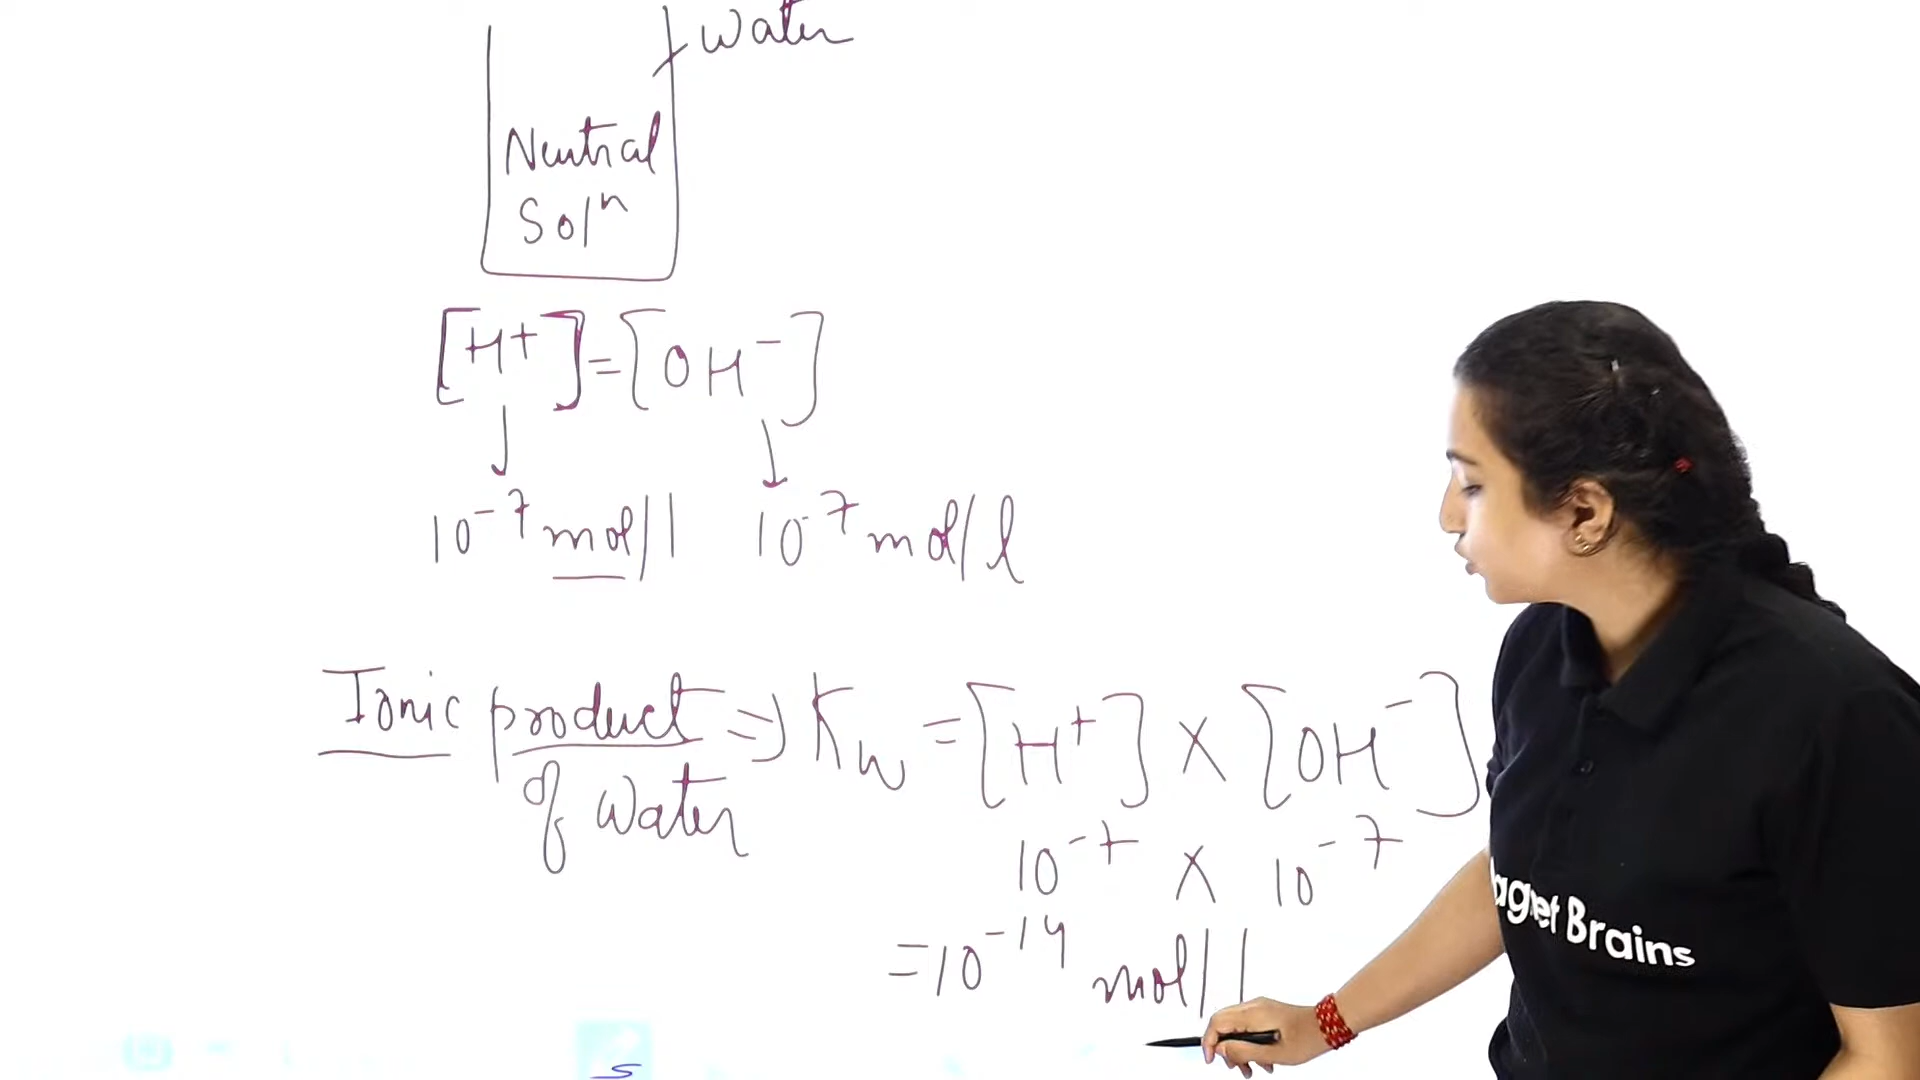 Water
Neutral
Solⁿ
[H⁺] = [OH⁻]
10⁻⁷ mol/l 10⁻⁷ mol/l
Ionic product ⇒ Kw = [H⁺] X [OH⁻]
of water
10⁻⁷ X 10⁻⁷
= 10⁻¹⁴ mol/l
agnet Brains